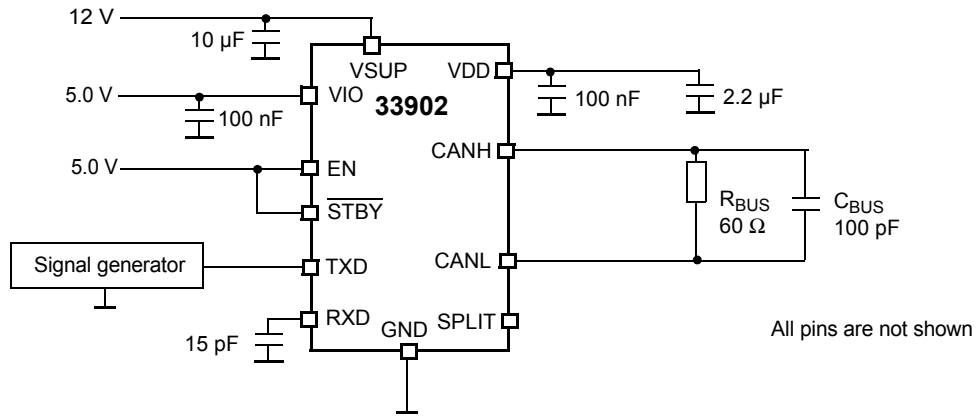 12 V
10 µF
VSUP
VDD
5.0 V
VIO
33902
100 nF
100 nF
2.2 µF
CANH
5.0 V
EN
STBY
RBUS
60 Ω
CBUS
100 pF
Signal generator
TXD
CANL
RXD
GND
SPLIT
15 pF
All pins are not shown